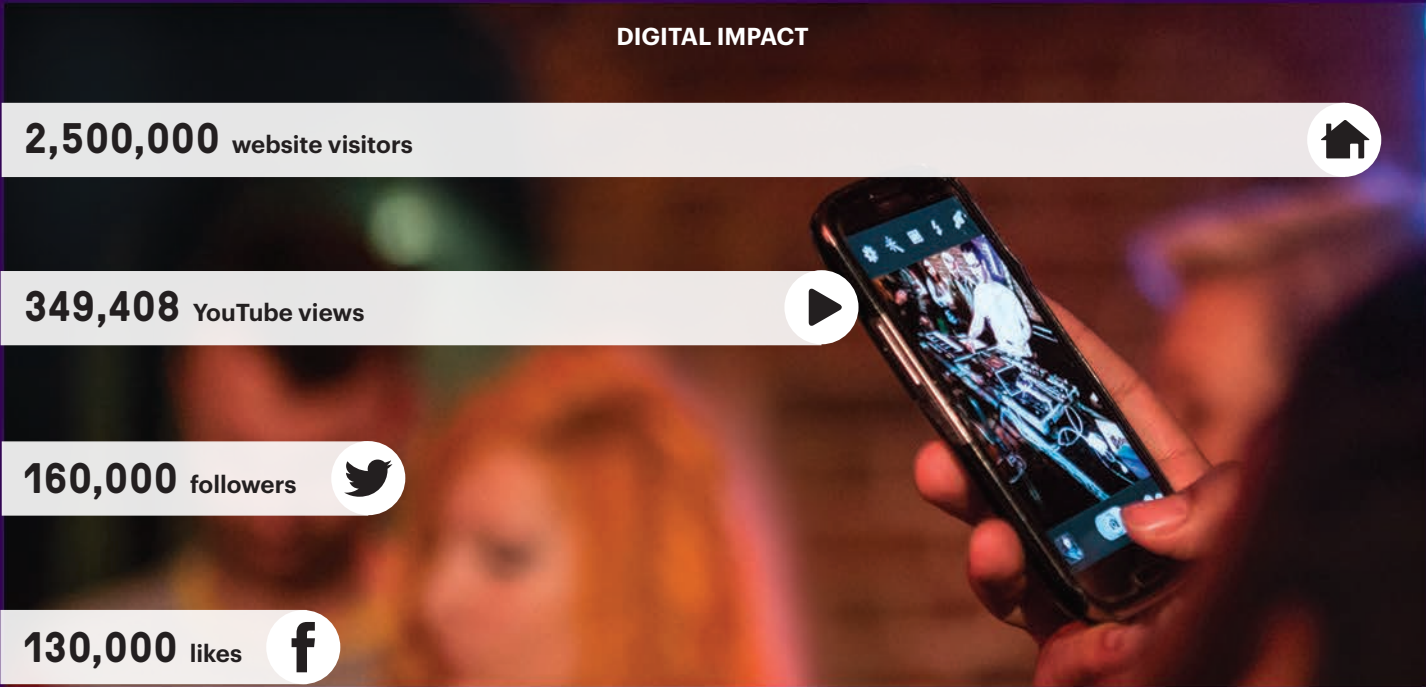 DIGITAL IMPACT
2,500,000 website visitors
349,408 YouTube views
160,000 followers
130,000 likes